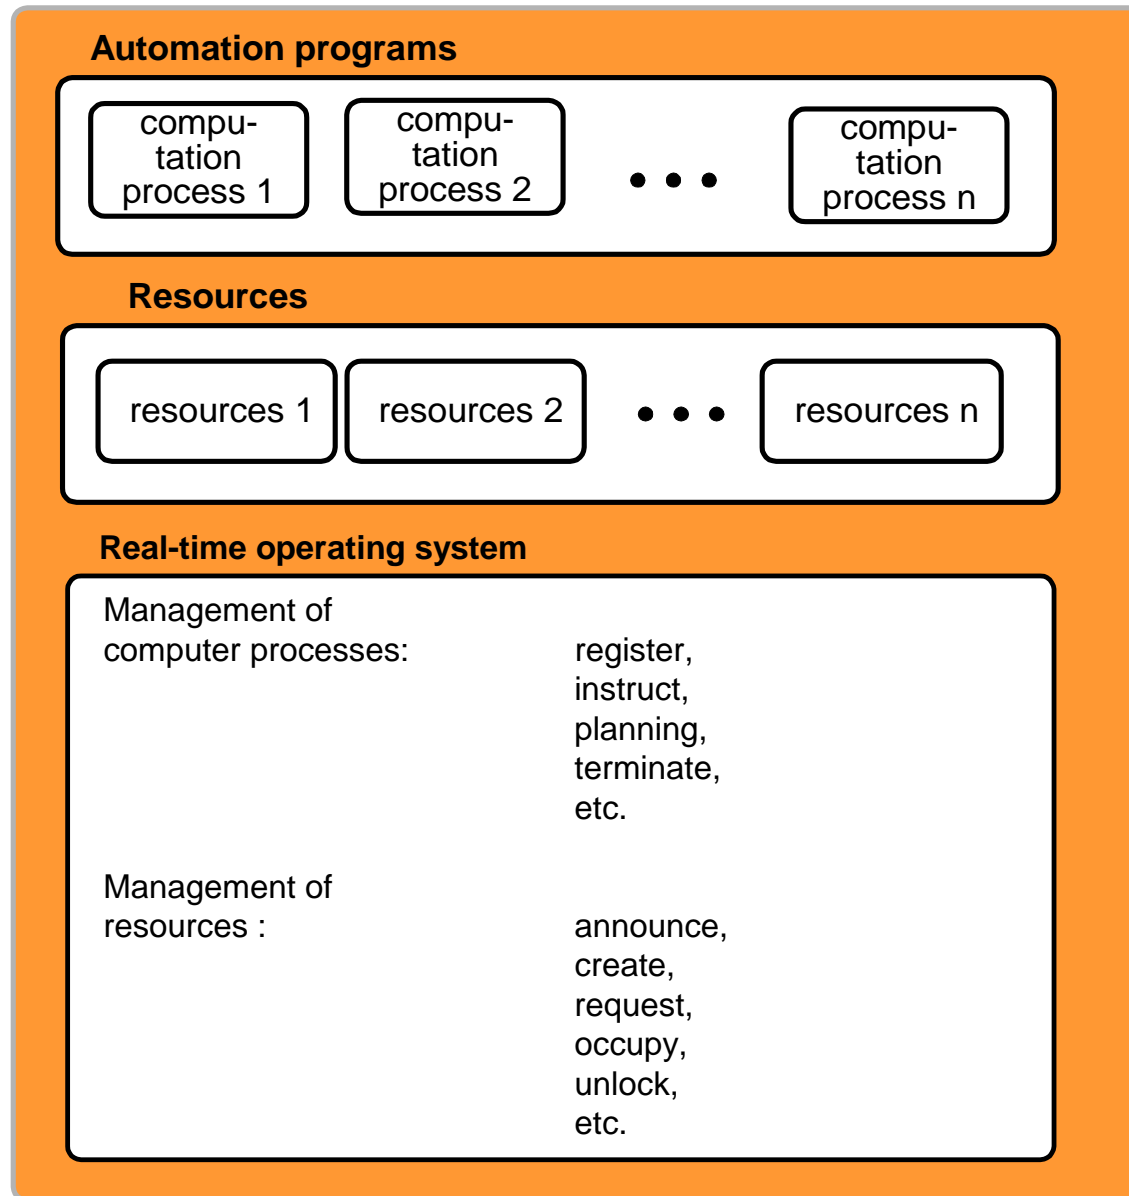 Automation programs
compu-
tation
process 1
compu-
tation
process 2
compu-
tation
process n
Resources
resources 1
resources 2
resources n
Real-time operating system
Management of
computer processes:
register,
instruct,
planning,
terminate,
etc.
Management of
resources :
announce,
create,
request,
occupy,
unlock,
etc.